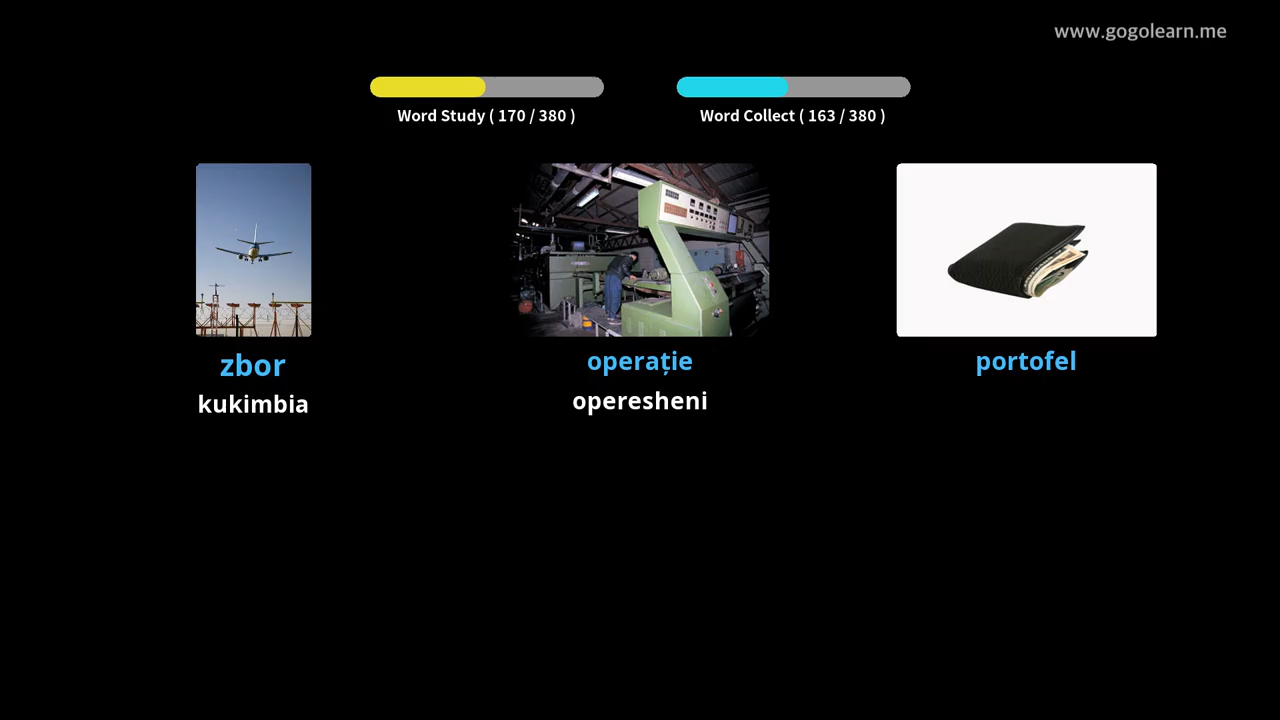 www.gogolearn.me
Word Study ( 170 / 380 )
Word Collect ( 163 / 380 )
zbor
operație
portofel
kukimbia
operesheni